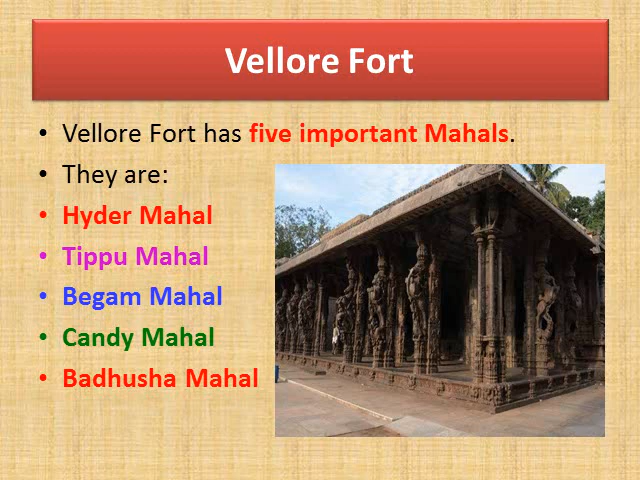 Vellore Fort
• Vellore Fort has five important Mahals.
• They are:
• Hyder Mahal
• Tippu Mahal
• Begam Mahal
• Candy Mahal
• Badhusha Mahal